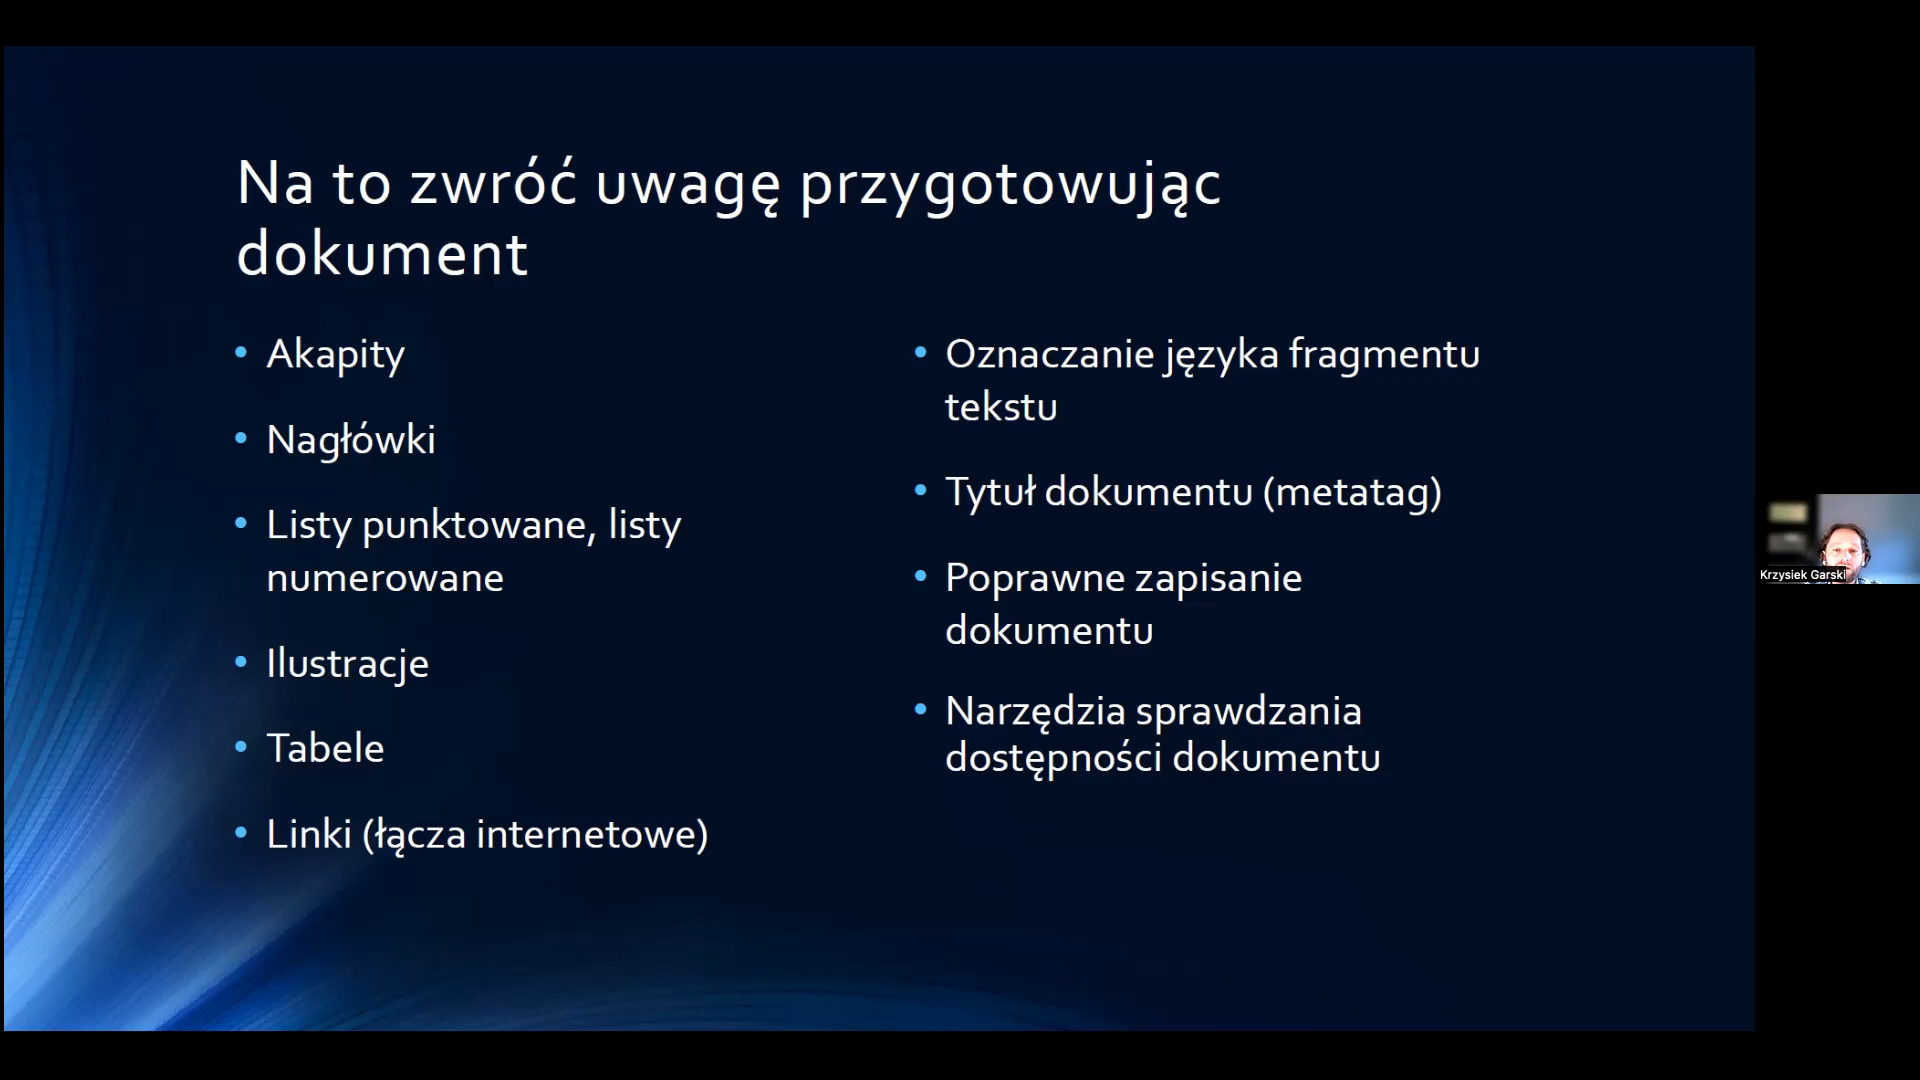 Na to zwróć uwagę przygotowując
dokument
• Akapity
• Nagłówki
• Listy punktowane, listy
numerowane
• Ilustracje
• Tabele
• Linki (łącza internetowe)
• Oznaczanie języka fragmentu
tekstu
• Tytuł dokumentu (metatag)
• Poprawne zapisanie
dokumentu
• Narzędzia sprawdzania
dostępności dokumentu
Krzysiek Garski